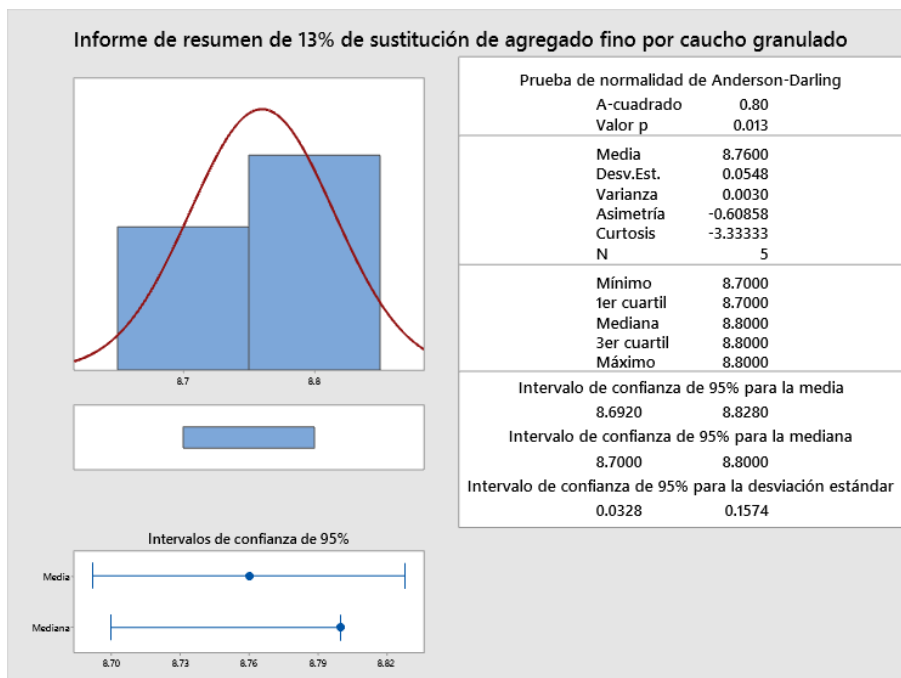 Informe de resumen de 13% de sustitución de agregado fino por caucho granulado
8.7 8.8
Prueba de normalidad de Anderson-Darling
A-cuadrado 0.80
Valor p 0.013
Media 8.7600
Desv.Est. 0.0548
Varianza 0.0030
Asimetría -0.60858
Curtosis -3.33333
N 5
Mínimo 8.7000
1er cuartil 8.7000
Mediana 8.8000
3er cuartil 8.8000
Máximo 8.8000
Intervalo de confianza de 95% para la media
8.6920 8.8280
Intervalo de confianza de 95% para la mediana
8.7000 8.8000
Intervalo de confianza de 95% para la desviación estándar
0.0328 0.1574
Intervalos de confianza de 95%
Media
Mediana
8.70 8.73 8.76 8.79 8.82